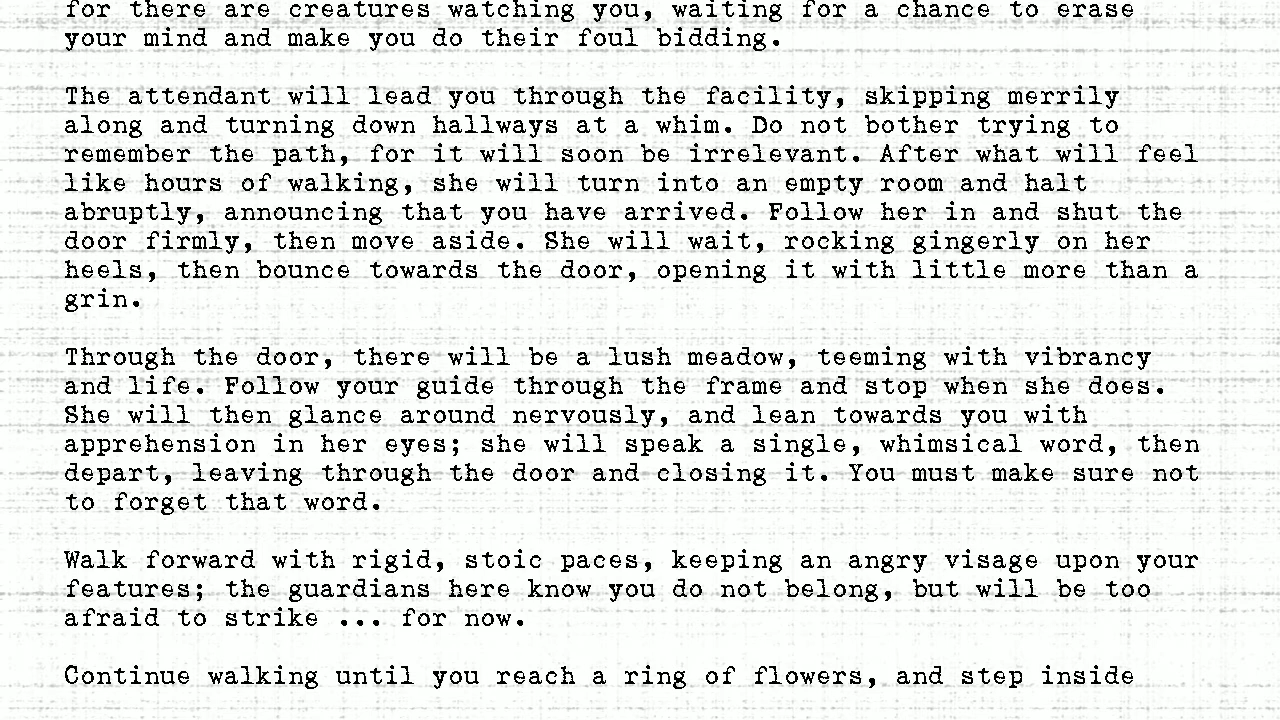 for there are creatures watching you, waiting for a chance to erase
your mind and make you do their foul bidding.
The attendant will lead you through the facility, skipping merrily
along and turning down hallways at a whim. Do not bother trying to
remember the path, for it will soon be irrelevant. After what will feel
like hours of walking, she will turn into an empty room and halt
abruptly, announcing that you have arrived. Follow her in and shut the
door firmly, then move aside. She will wait, rocking gingerly on her
heels, then bounce towards the door, opening it with little more than a
grin.
Through the door, there will be a lush meadow, teeming with vibrancy
and life. Follow your guide through the frame and stop when she does.
She will then glance around nervously, and lean towards you with
apprehension in her eyes; she will speak a single, whimsical word, then
depart, leaving through the door and closing it. You must make sure not
to forget that word.
Walk forward with rigid, stoic paces, keeping an angry visage upon your
features; the guardians here know you do not belong, but will be too
afraid to strike ... for now.
Continue walking until you reach a ring of flowers, and step inside